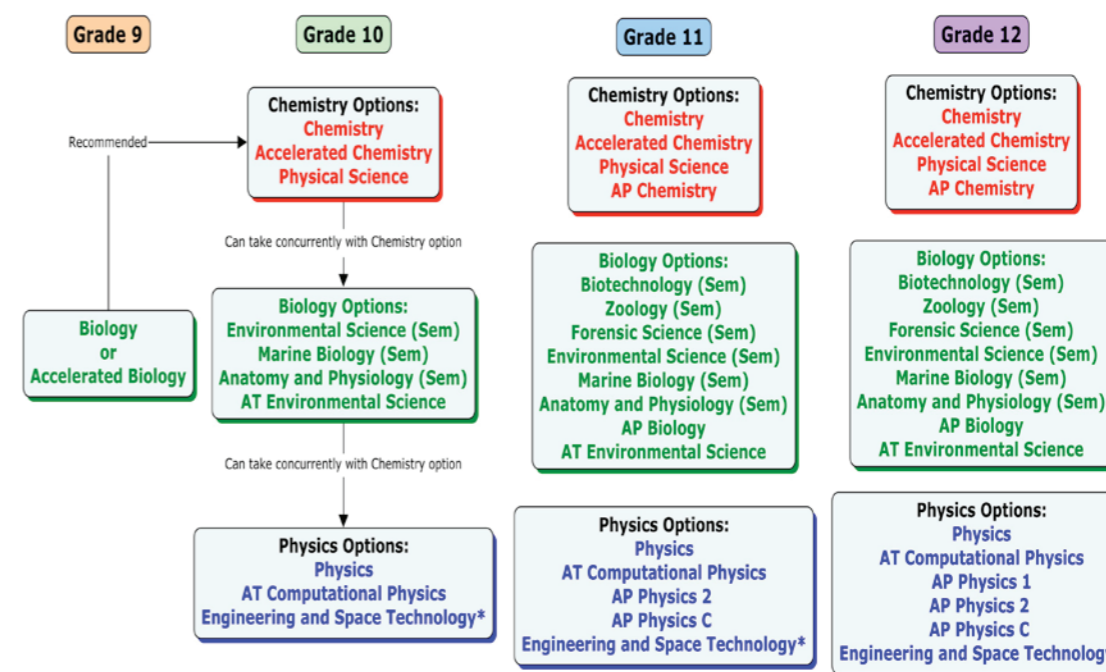 Grade 9
Grade 10
Grade 11
Grade 12
Recommended
Biology
or
Accelerated Biology
Chemistry Options:
Chemistry
Accelerated Chemistry
Physical Science
Can take concurrently with Chemistry option
Biology Options:
Environmental Science (Sem)
Marine Biology (Sem)
Anatomy and Physiology (Sem)
AT Environmental Science
Can take concurrently with Chemistry option
Physics Options:
Physics
AT Computational Physics
Engineering and Space Technology*
Chemistry Options:
Chemistry
Accelerated Chemistry
Physical Science
AP Chemistry
Biology Options:
Biotechnology (Sem)
Zoology (Sem)
Forensic Science (Sem)
Environmental Science (Sem)
Marine Biology (Sem)
Anatomy and Physiology (Sem)
AP Biology
AT Environmental Science
Physics Options:
Physics
AT Computational Physics
AP Physics 2
AP Physics C
Engineering and Space Technology*
Chemistry Options:
Chemistry
Accelerated Chemistry
Physical Science
AP Chemistry
Biology Options:
Biotechnology (Sem)
Zoology (Sem)
Forensic Science (Sem)
Environmental Science (Sem)
Marine Biology (Sem)
Anatomy and Physiology (Sem)
AP Biology
AT Environmental Science
Physics Options:
Physics
AT Computational Physics
AP Physics 1
AP Physics 2
AP Physics C
Engineering and Space Technology